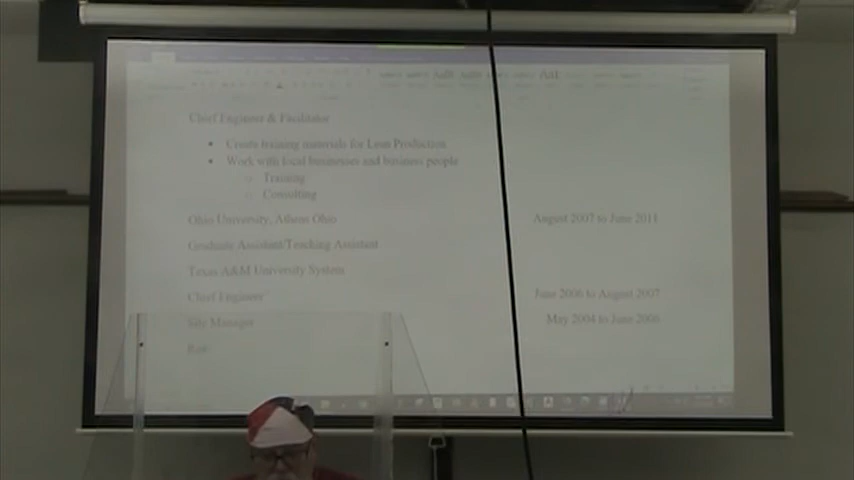 Chief Engineer & Facilitator
• Create training materials for Lean Production
• Work with local businesses and business people
o Training
o Consulting
Ohio University, Athens Ohio August 2007 to June 2011
Graduate Assistant/Teaching Assistant
Texas A&M University System
Chief Engineer June 2006 to August 2007
Site Manager May 2004 to June 2006